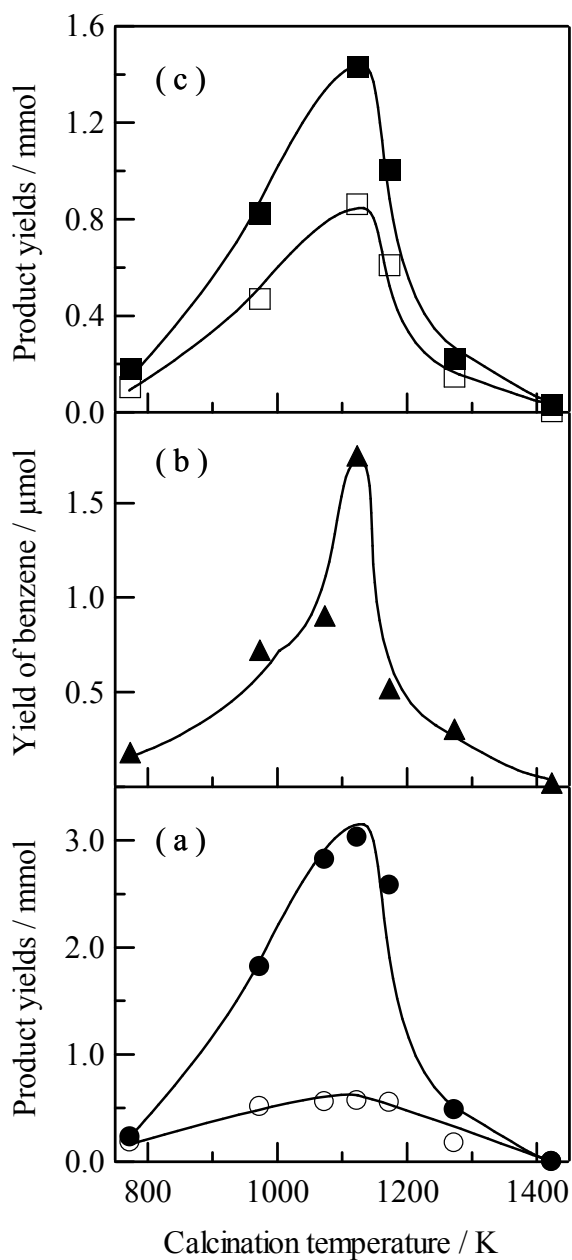 1.6
( c )
1.2
0.8
0.4
0.0
Product yields / mmol
( b )
1.5
1.0
0.5
Yield of benzene / μmol
( a )
3.0
2.0
1.0
0.0
Product yields / mmol
800 1000 1200 1400
Calcination temperature / K